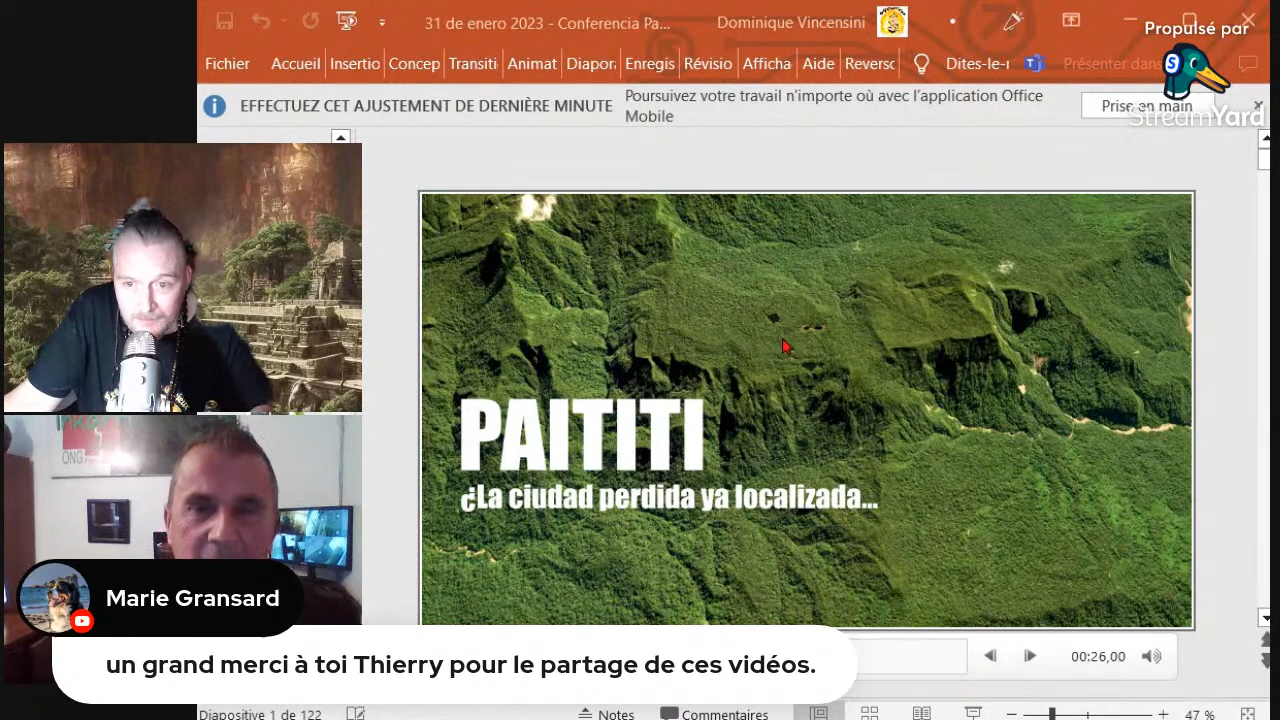 31 de enero 2023 - Conferencia Pa...
Dominique Vincensini
Propulsé par
StreamYard
Fichier Accueil Insertio Concep Transiti Animat Diapora Enregis Révisio Afficha Aide Reverso Dites-le-r Présenter dans
EFFECTUEZ CET AJUSTEMENT DE DERNIÈRE MINUTE
Poursuivez votre travail n'importe où avec l'application Office
Mobile
Prise en main
PAITITI
¿La ciudad perdida ya localizada...
ONG
Marie Gransard
un grand merci à toi Thierry pour le partage de ces vidéos.
00:26,00
Diapositive 1 de 122
Notes
Commentaires
47 %